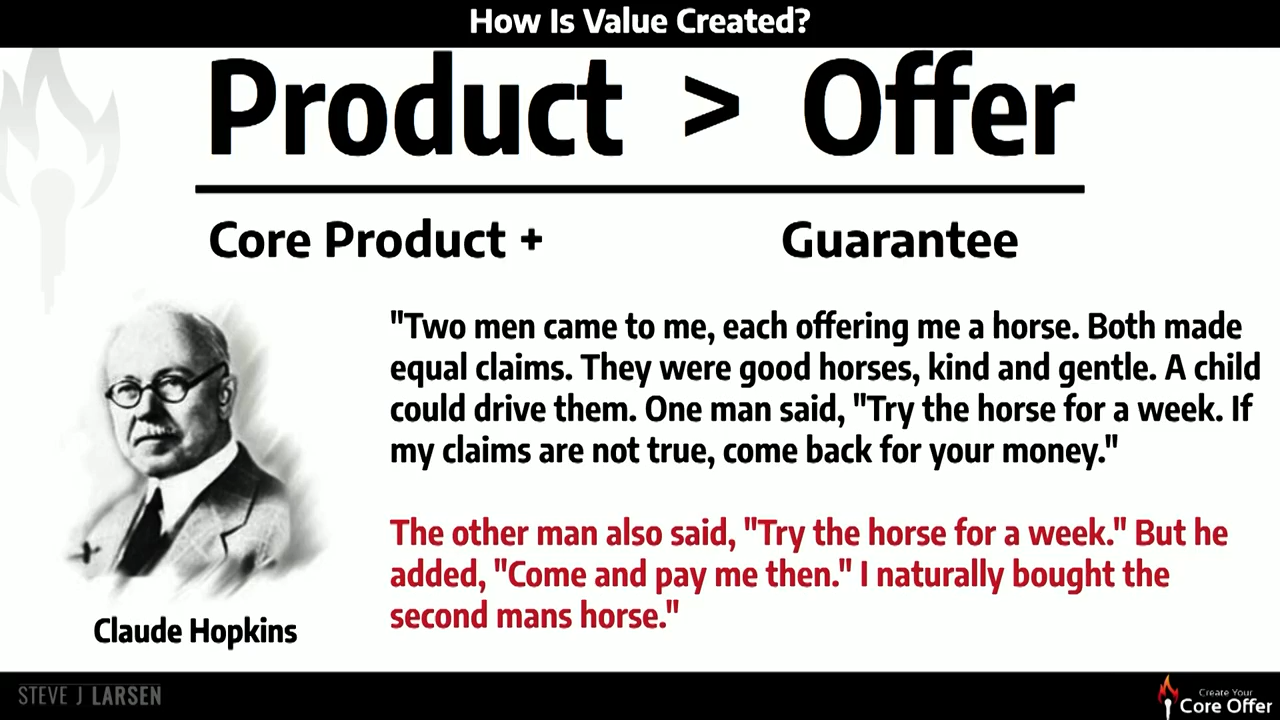 How Is Value Created?
Product > Offer
Core Product + Guarantee
"Two men came to me, each offering me a horse. Both made
equal claims. They were good horses, kind and gentle. A child
could drive them. One man said, "Try the horse for a week. If
my claims are not true, come back for your money."
The other man also said, "Try the horse for a week." But he
added, "Come and pay me then." I naturally bought the
second mans horse."
Claude Hopkins
STEVE J LARSEN
Create Your
Core Offer